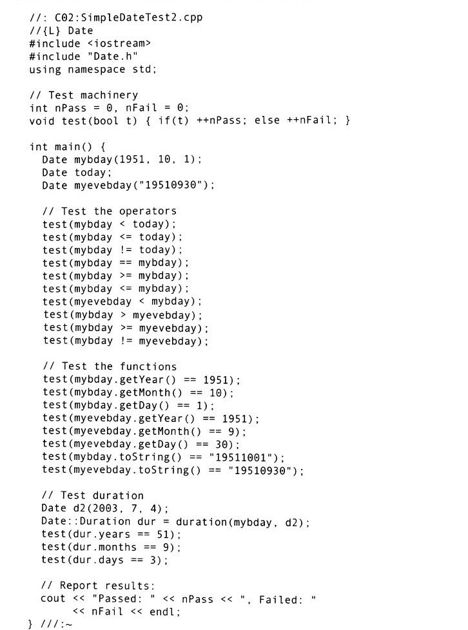 //: C02:SimpleDateTest2.cpp
//{L} Date
#include <iostream>
#include "Date.h"
using namespace std;

// Test machinery
int nPass = 0, nFail = 0;
void test(bool t) { if(t) ++nPass; else ++nFail; }

int main() {
  Date mybday(1951, 10, 1);
  Date today;
  Date myevebday("19510930");

  // Test the operators
  test(mybday < today);
  test(mybday <= today);
  test(mybday != today);
  test(mybday == mybday);
  test(mybday >= mybday);
  test(mybday <= mybday);
  test(myevebday < mybday);
  test(mybday > myevebday);
  test(mybday >= myevebday);
  test(mybday != myevebday);

  // Test the functions
  test(mybday.getYear() == 1951);
  test(mybday.getMonth() == 10);
  test(mybday.getDay() == 1);
  test(myevebday.getYear() == 1951);
  test(myevebday.getMonth() == 9);
  test(myevebday.getDay() == 30);
  test(mybday.toString() == "19511001");
  test(myevebday.toString() == "19510930");

  // Test duration
  Date d2(2003, 7, 4);
  Date::Duration dur = duration(mybday, d2);
  test(dur.years == 51);
  test(dur.months == 9);
  test(dur.days == 3);

  // Report results:
  cout << "Passed: " << nPass << ", Failed: "
       << nFail << endl;
} ///:~